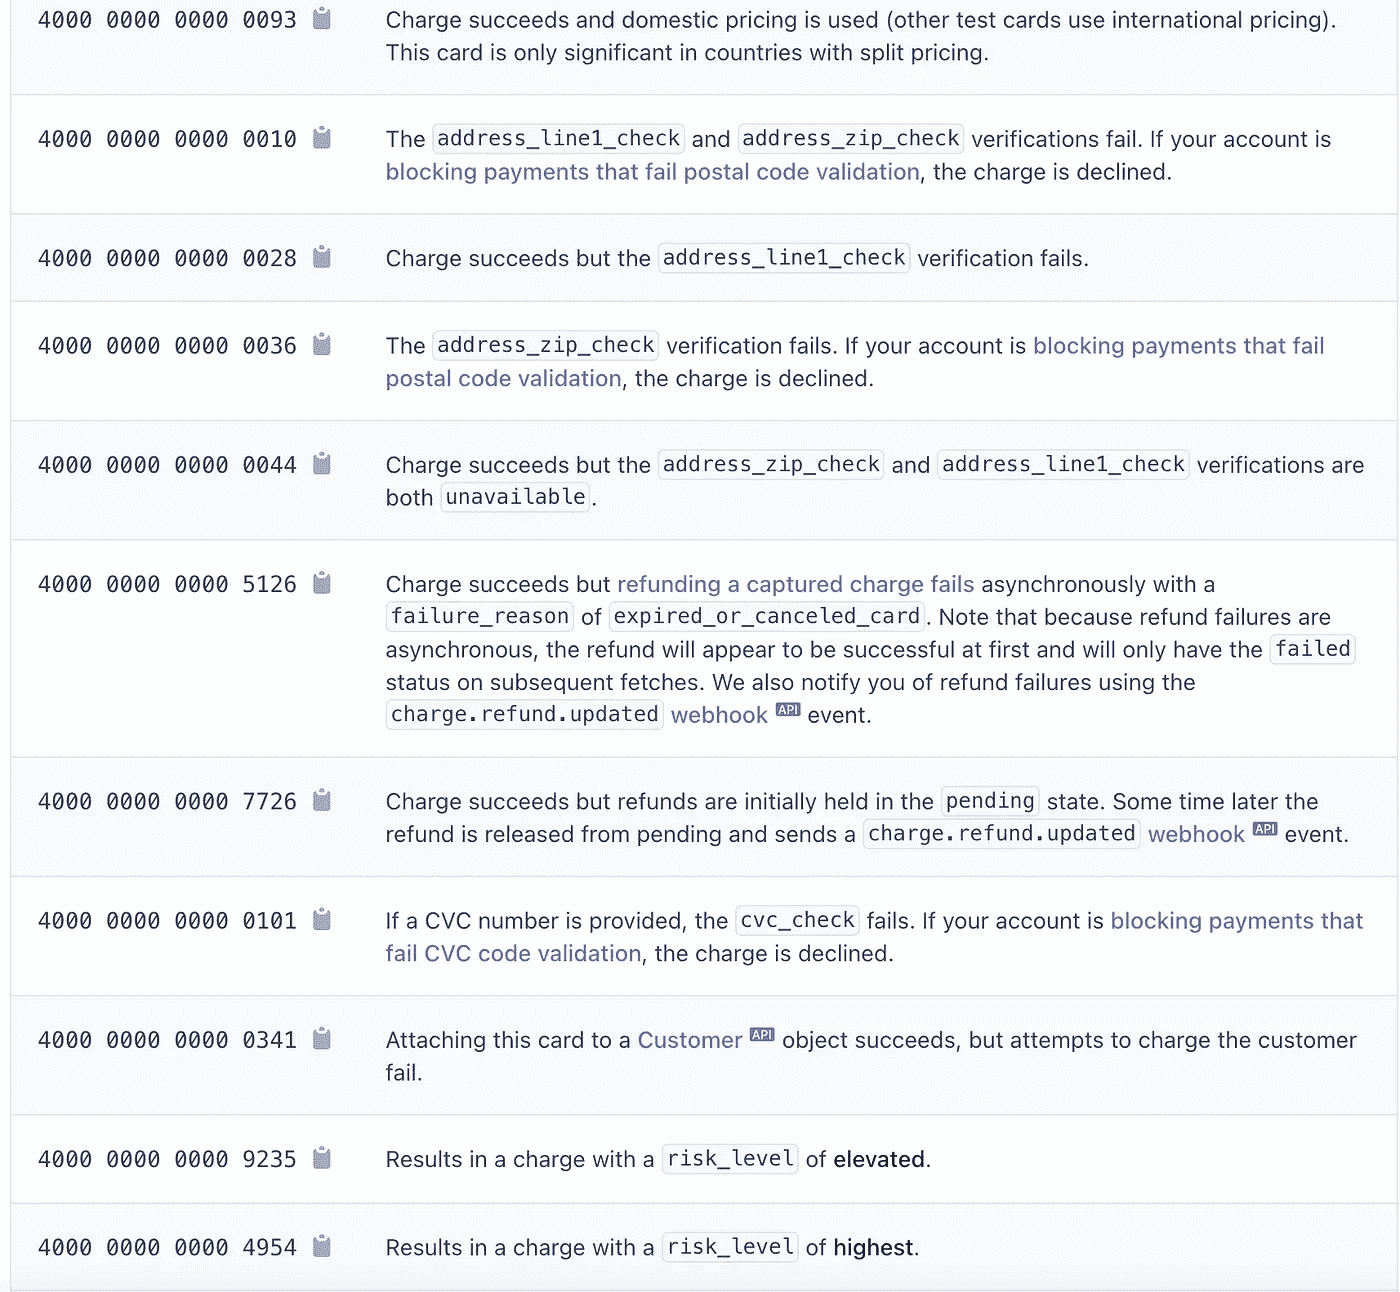 4000 0000 0000 0093 Charge succeeds and domestic pricing is used (other test cards use international pricing).
This card is only significant in countries with split pricing.
4000 0000 0000 0010 The address_line1_check and address_zip_check verifications fail. If your account is
blocking payments that fail postal code validation, the charge is declined.
4000 0000 0000 0028 Charge succeeds but the address_line1_check verification fails.
4000 0000 0000 0036 The address_zip_check verification fails. If your account is blocking payments that fail
postal code validation, the charge is declined.
4000 0000 0000 0044 Charge succeeds but the address_zip_check and address_line1_check verifications are
both unavailable.
4000 0000 0000 5126 Charge succeeds but refunding a captured charge fails asynchronously with a
failure_reason of expired_or_canceled_card. Note that because refund failures are
asynchronous, the refund will appear to be successful at first and will only have the failed
status on subsequent fetches. We also notify you of refund failures using the
charge.refund.updated webhook API event.
4000 0000 0000 7726 Charge succeeds but refunds are initially held in the pending state. Some time later the
refund is released from pending and sends a charge.refund.updated webhook API event.
4000 0000 0000 0101 If a CVC number is provided, the cvc_check fails. If your account is blocking payments that
fail CVC code validation, the charge is declined.
4000 0000 0000 0341 Attaching this card to a Customer API object succeeds, but attempts to charge the customer
fail.
4000 0000 0000 9235 Results in a charge with a risk_level of elevated.
4000 0000 0000 4954 Results in a charge with a risk_level of highest.